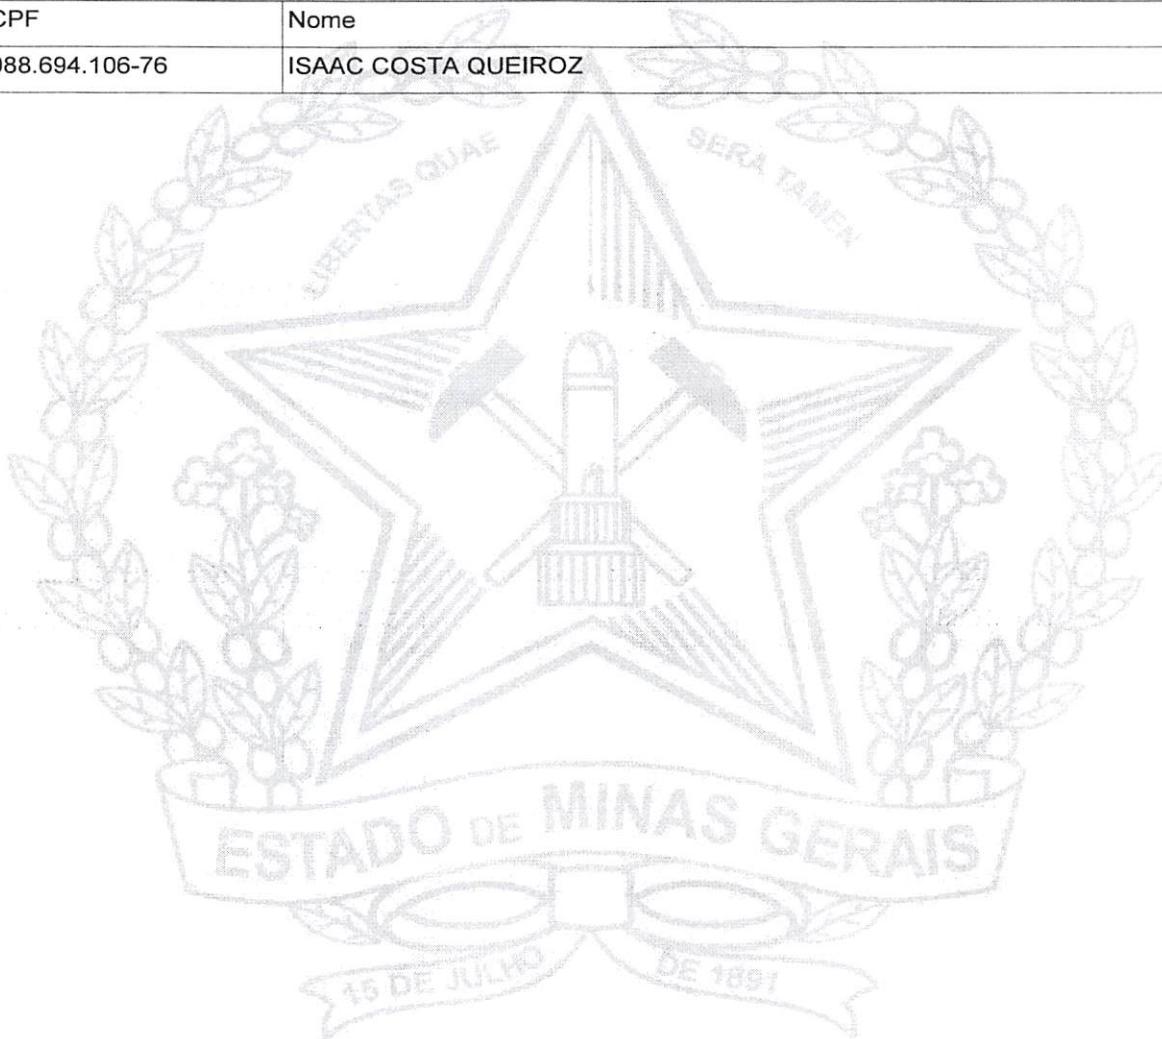 CPF Nome
088.694.106-76 ISAAC COSTA QUEIROZ
LIBERTAS QUAE SERA TAMEN
ESTADO DE MINAS GERAIS
15 DE JULHO DE 1891